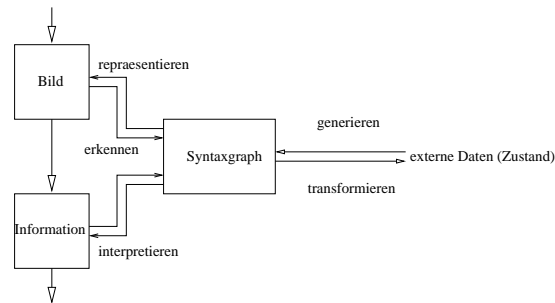 repraesentieren
Bild
generieren
erkennen
Syntaxgraph
externe Daten (Zustand)
transformieren
Information
interpretieren